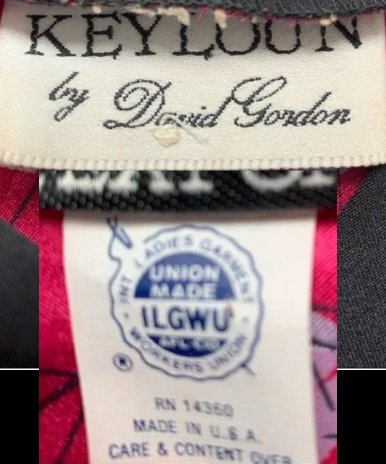 KEYLOUN
by David Gordon
INT LADIES GARMENT
UNION
MADE
ILGWU
AFL-CIO
WORKERS UNION
®
RN 14360
MADE IN U.S.A
CARE & CONTENT OVER